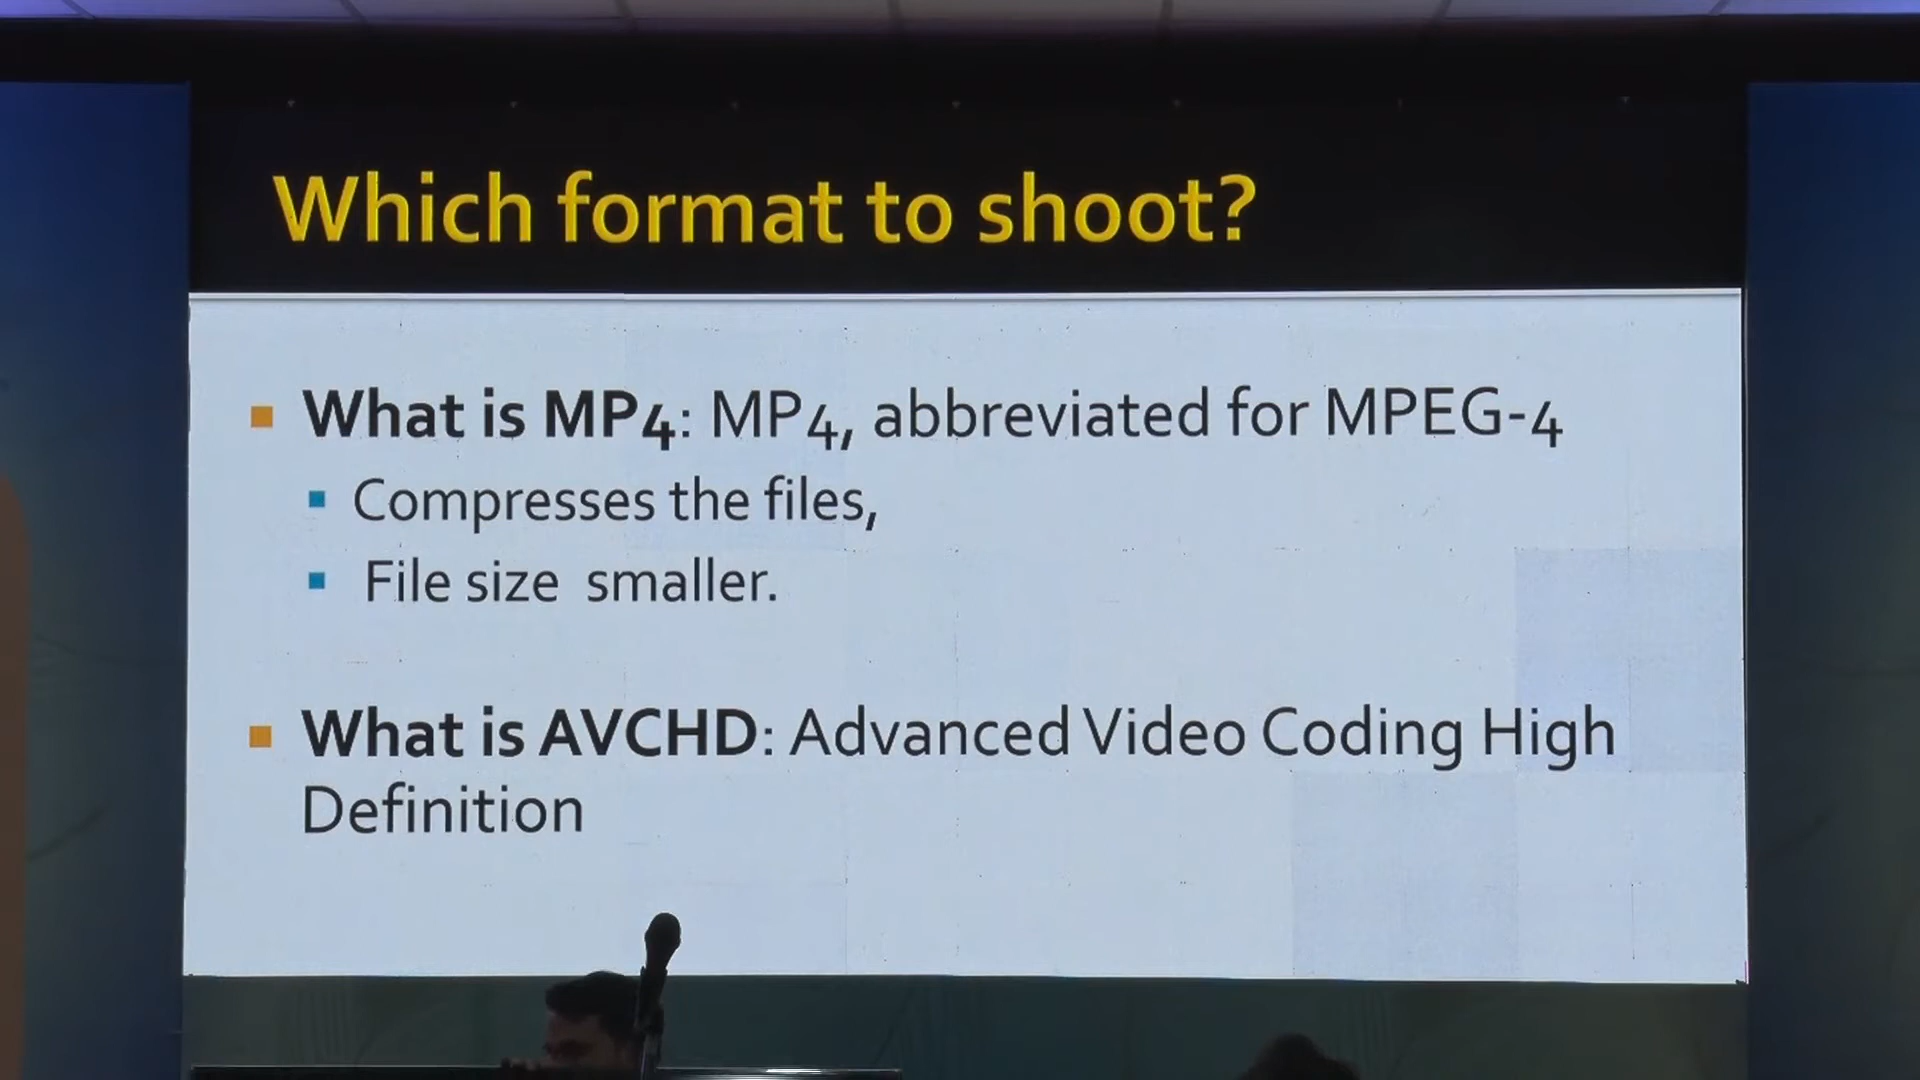 Which format to shoot?
What is MP4: MP4, abbreviated for MPEG-4
Compresses the files,
File size smaller.
What is AVCHD: Advanced Video Coding High
Definition